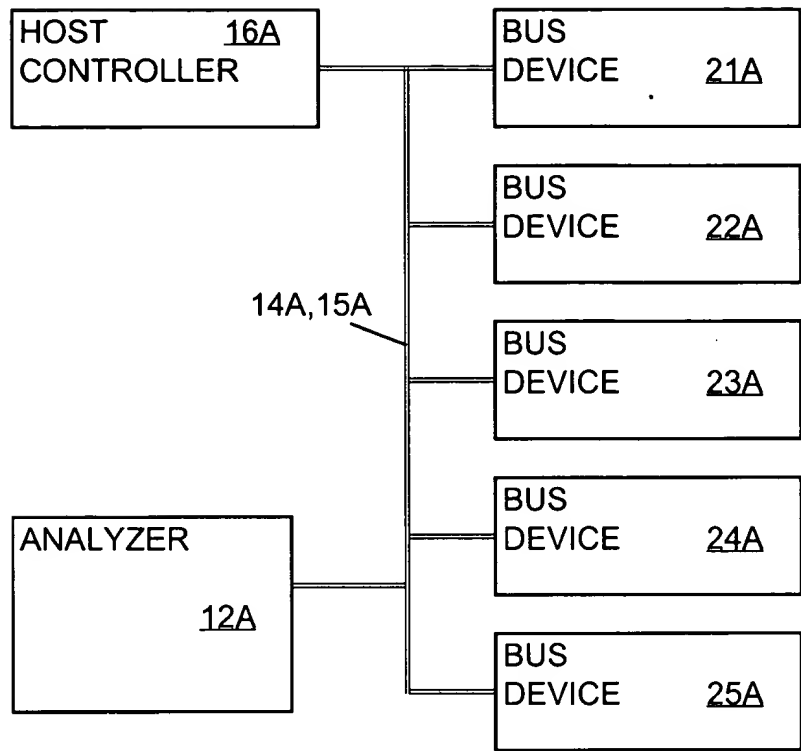 HOST 16A
CONTROLLER
BUS
DEVICE 21A
BUS
DEVICE 22A
14A,15A
BUS
DEVICE 23A
ANALYZER
12A
BUS
DEVICE 24A
BUS
DEVICE 25A